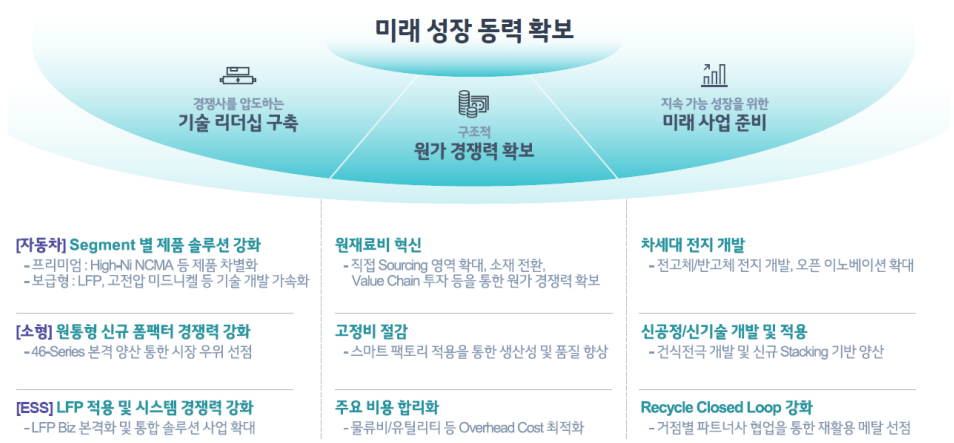 미래 성장 동력 확보
경쟁사를 압도하는
기술 리더십 구축
구조적
원가 경쟁력 확보
지속 가능 성장을 위한
미래 사업 준비
[자동차] Segment 별 제품 솔루션 강화
- 프리미엄 : High-Ni NCMA 등 제품 차별화
- 보급형 : LFP, 고전압 미드니켈 등 기술 개발 가속화
[소형] 원통형 신규 폼팩터 경쟁력 강화
- 46-Series 본격 양산 통한 시장 우위 선점
[ESS] LFP 적용 및 시스템 경쟁력 강화
- LFP Biz 본격화 및 통합 솔루션 사업 확대
원재료비 혁신
- 직접 Sourcing 영역 확대, 소재 전환,
Value Chain 투자 등을 통한 원가 경쟁력 확보
고정비 절감
- 스마트 팩토리 적용을 통한 생산성 및 품질 향상
주요 비용 합리화
- 물류비/유틸리티 등 Overhead Cost 최적화
차세대 전지 개발
- 전고체/반고체 전지 개발, 오픈 이노베이션 확대
신공정/신기술 개발 및 적용
- 건식전극 개발 및 신규 Stacking 기반 양산
Recycle Closed Loop 강화
- 거점별 파트너사 협업을 통한 재활용 메탈 선점